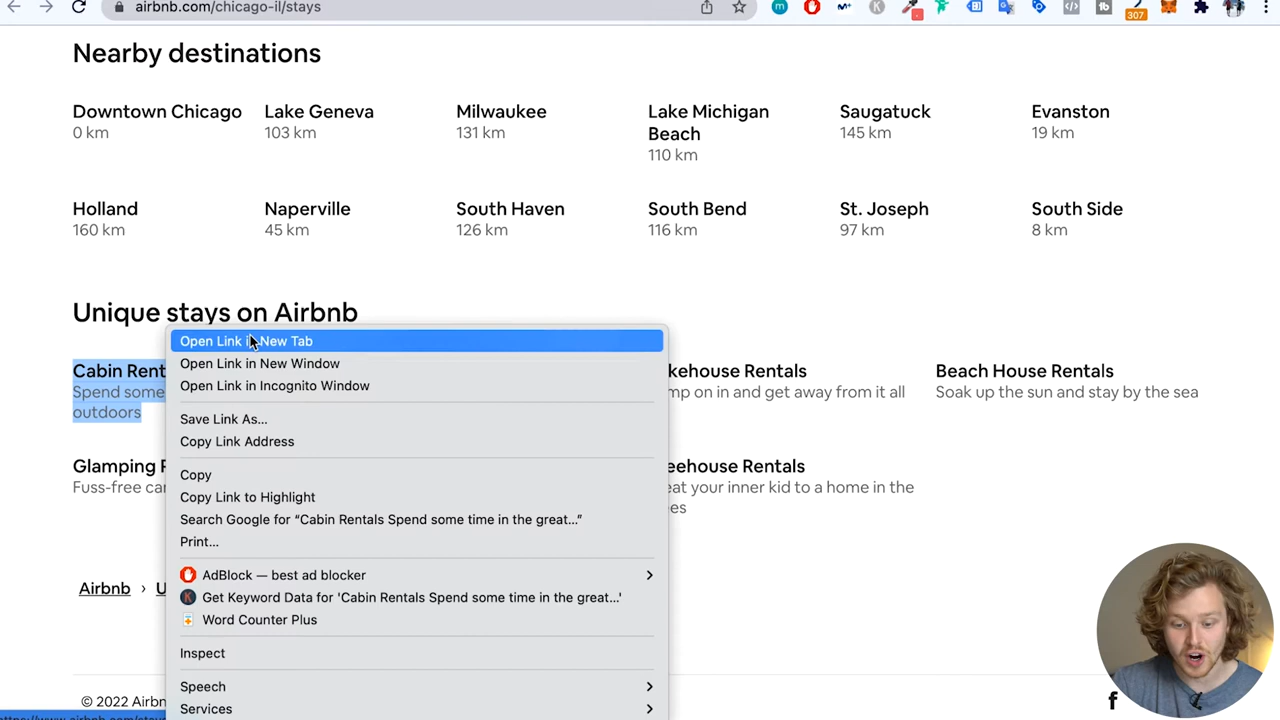 airbnb.com/chicago-il/stays
307
Nearby destinations
Downtown Chicago
0 km
Lake Geneva
103 km
Milwaukee
131 km
Lake Michigan
Beach
110 km
Saugatuck
145 km
Evanston
19 km
Holland
160 km
Naperville
45 km
South Haven
126 km
South Bend
116 km
St. Joseph
97 km
South Side
8 km
Unique stays on Airbnb
Cabin Rent
Spend some
outdoors
kehouse Rentals
mp on in and get away from it all
Beach House Rentals
Soak up the sun and stay by the sea
Glamping R
Fuss-free ca
eehouse Rentals
eat your inner kid to a home in the
es
Open Link in New Tab
Open Link in New Window
Open Link in Incognito Window
Save Link As...
Copy Link Address
Copy
Copy Link to Highlight
Search Google for “Cabin Rentals Spend some time in the great...”
Print...
AdBlock — best ad blocker
Get Keyword Data for 'Cabin Rentals Spend some time in the great...'
Word Counter Plus
Inspect
Speech
Services
Airbnb › U
© 2022 Airbn